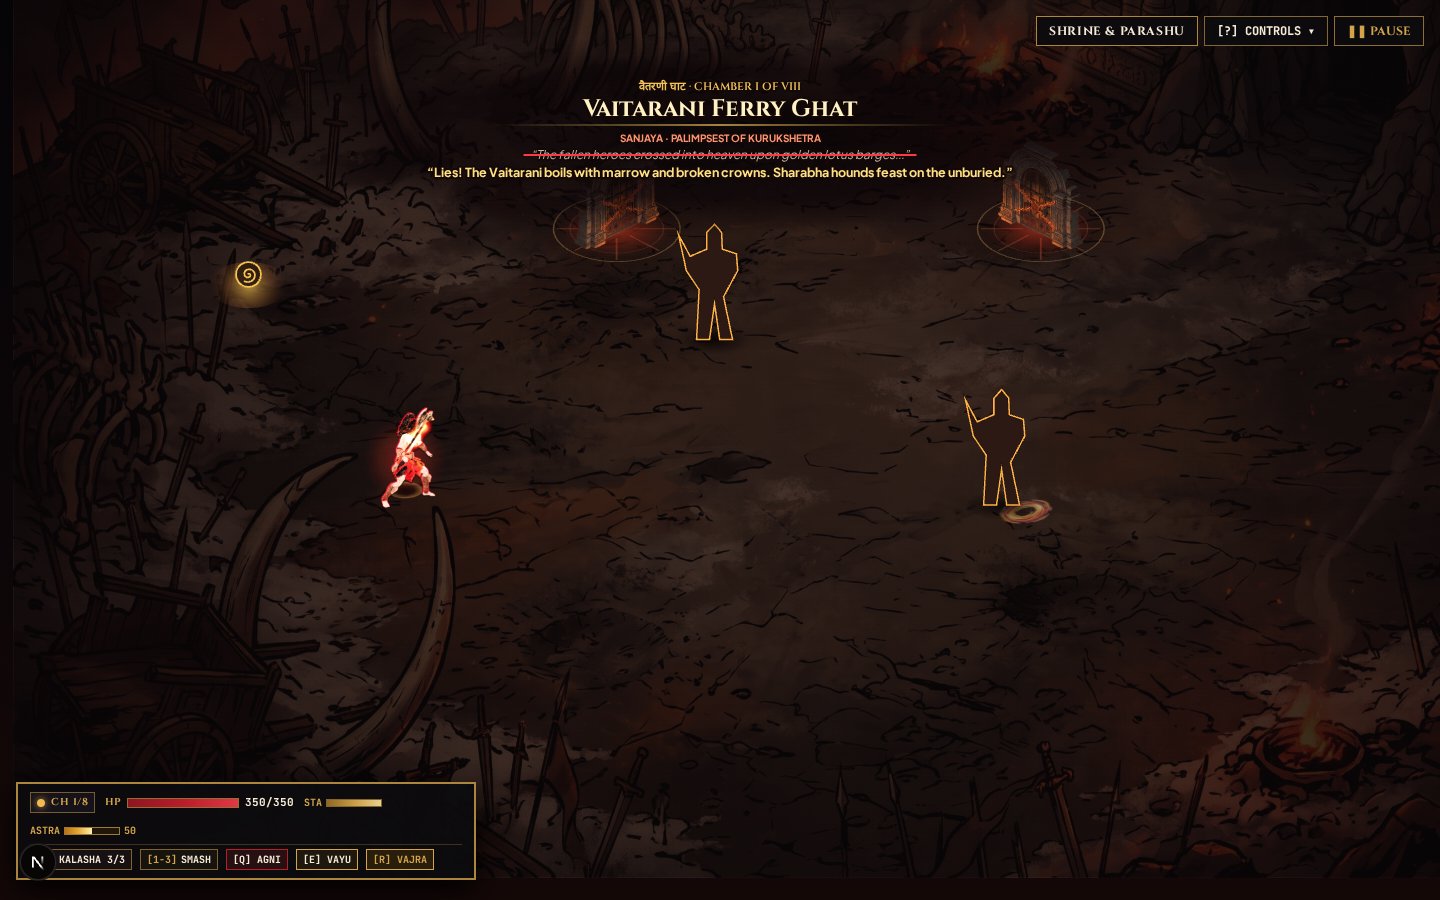 SHRINE & PARASHU
[?] CONTROLS ▾
❚❚ PAUSE
वैतरणी घाट · CHAMBER I OF VIII
VAITARANI FERRY GHAT
SANJAYA · PALIMPSEST OF KURUKSHETRA
“The fallen heroes crossed into heaven upon golden lotus barges...”
“Lies! The Vaitarani boils with marrow and broken crowns. Sharabha hounds feast on the unburied.”
CH 1/8 HP 350/350 STA
ASTRA 50
N KALASHA 3/3 [1-3] SMASH [Q] AGNI [E] VAYU [R] VAJRA